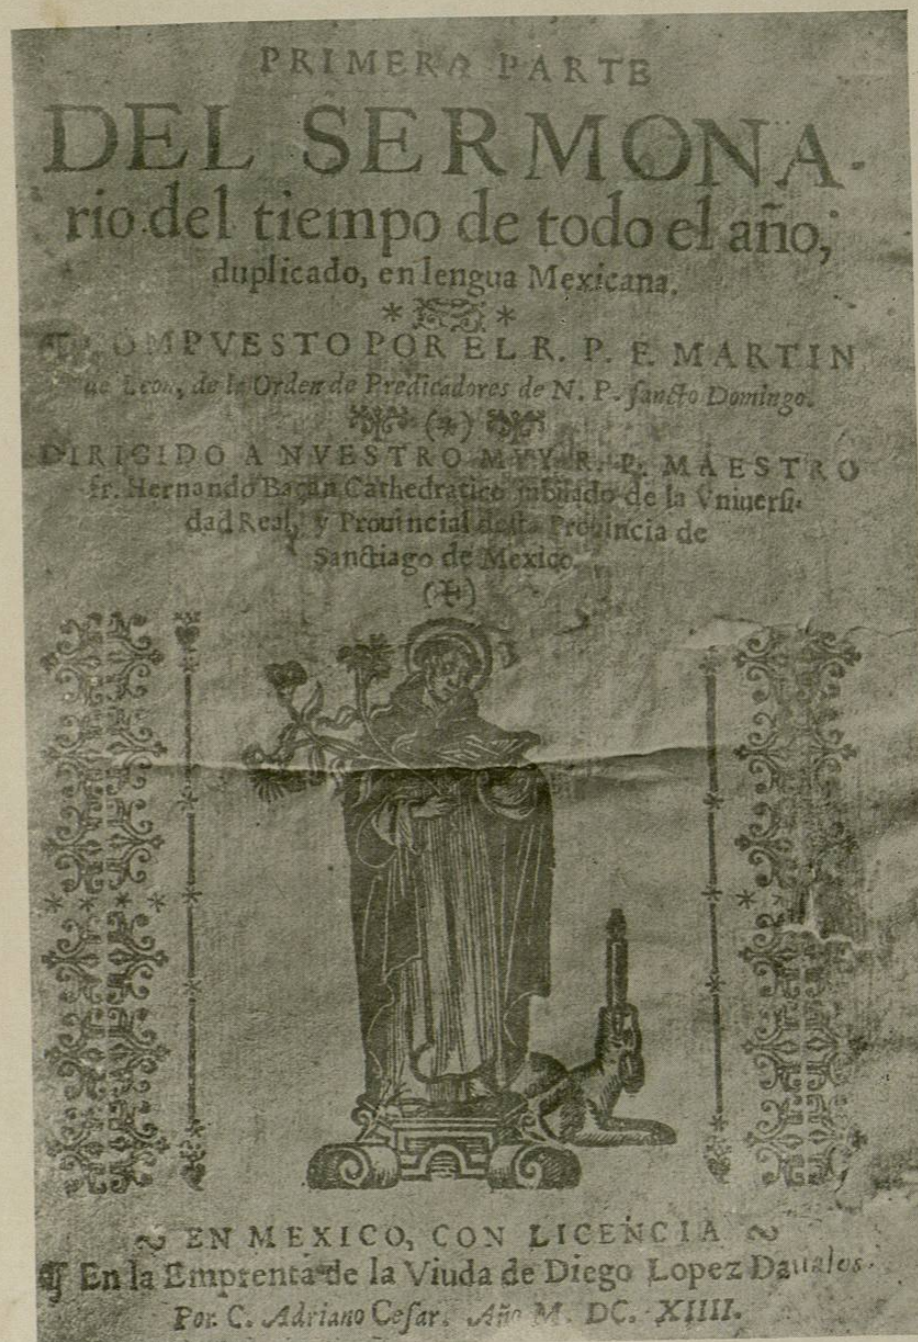 PRIMERA PARTE
DEL SERMONA-
rio del tiempo de todo el año,
duplicado, en lengua Mexicana.
COMPVESTO POR EL R. P. F. MARTIN
de Leon, de la Orden de Predicadores de N. P. sancto Domingo.
DIRIGIDO A NVESTRO MVY R. P. MAESTRO
fr. Hernando Baçan Cathedratico jubilado de la Vniuersi-
dad Real, y Prouincial desta Prouincia de
Sanctiago de Mexico.
EN MEXICO, CON LICENCIA
¶ En la Emprenta de la Viuda de Diego Lopez Daualos.
Por. C. Adriano Cesar. Año M. DC. XIIII.